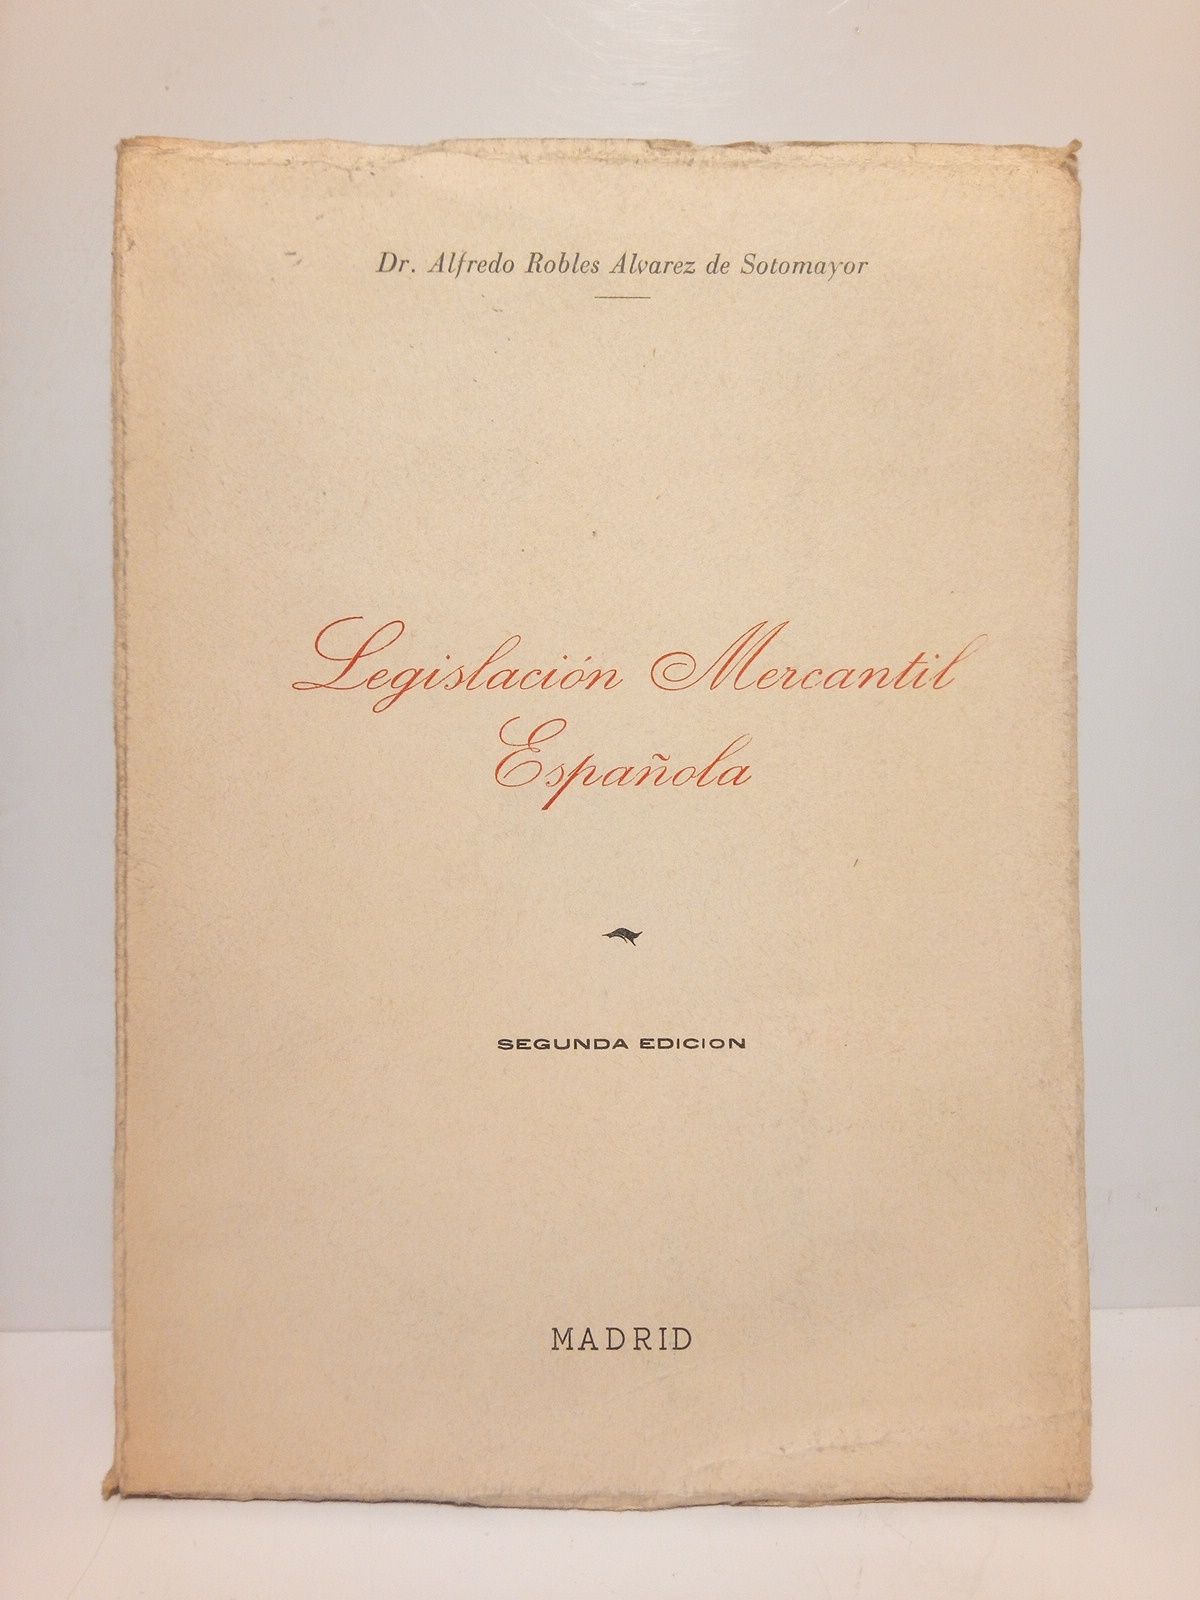 Dr. Alfredo Robles Alvarez de Sotomayor
Legislación Mercantil
Española
SEGUNDA EDICION
MADRID